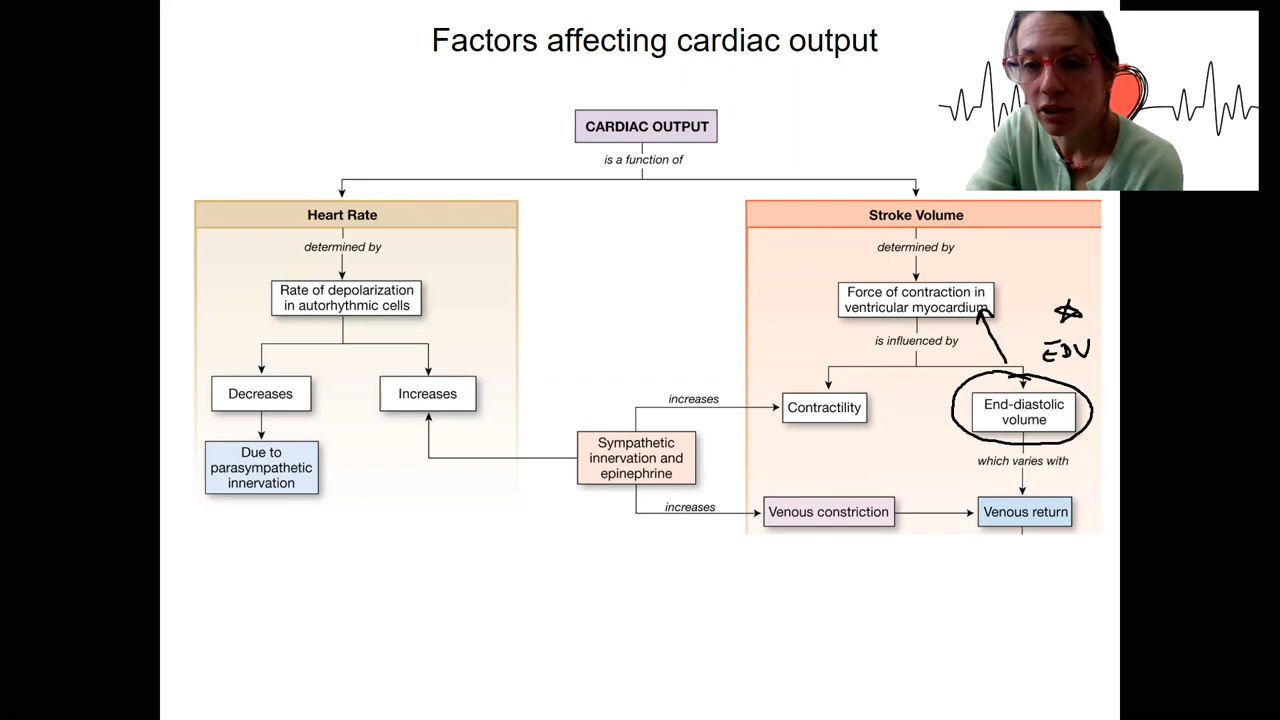 Factors affecting cardiac output
CARDIAC OUTPUT
is a function of
Heart Rate
determined by
Rate of depolarization
in autorhythmic cells
Decreases
Increases
Due to
parasympathetic
innervation
Sympathetic
innervation and
epinephrine
increases
increases
Stroke Volume
determined by
Force of contraction in
ventricular myocardium
is influenced by
EDV
Contractility
End-diastolic
volume
which varies with
Venous constriction
Venous return